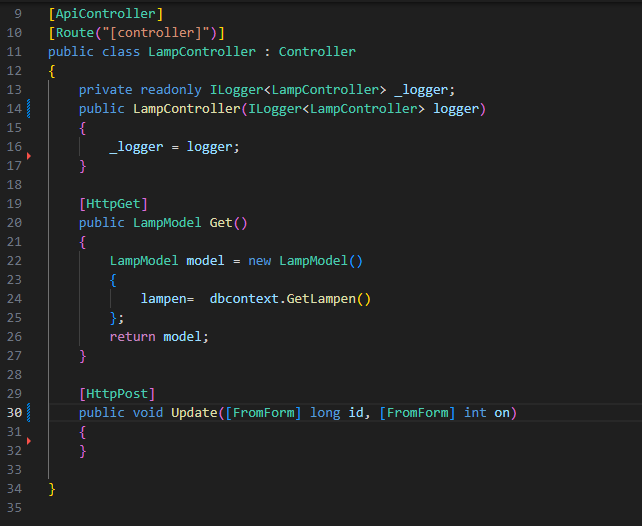 9 [ApiController]
10 [Route("[controller]")]
11 public class LampController : Controller
12 {
13     private readonly ILogger<LampController> _logger;
14     public LampController(ILogger<LampController> logger)
15     {
16         _logger = logger;
17     }
18
19     [HttpGet]
20     public LampModel Get()
21     {
22         LampModel model = new LampModel()
23         {
24             lampen=  dbcontext.GetLampen()
25         };
26         return model;
27     }
28
29     [HttpPost]
30     public void Update([FromForm] long id, [FromForm] int on)
31     {
32     }
33
34 }
35